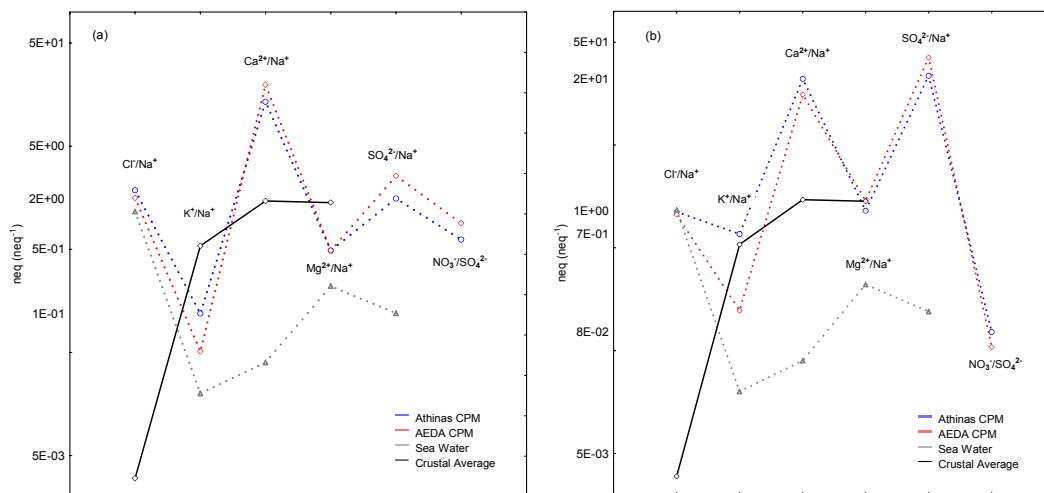 (a)
5E+01
5E+00
2E+00
5E-01
1E-01
5E-03
neq (neq⁻¹)
Ca²⁺/Na⁺
Cl⁻/Na⁺
SO₄²⁻/Na⁺
K⁺/Na⁺
Mg²⁺/Na⁺
NO₃⁻/SO₄²⁻
Athinas CPM
AEDA CPM
Sea Water
Crustal Average
(b)
5E+01
2E+01
1E+00
7E-01
8E-02
5E-03
neq (neq⁻¹)
SO₄²⁻/Na⁺
Ca²⁺/Na⁺
Cl⁻/Na⁺
K⁺/Na⁺
Mg²⁺/Na⁺
NO₃⁻/SO₄²⁻
Athinas CPM
AEDA CPM
Sea Water
Crustal Average